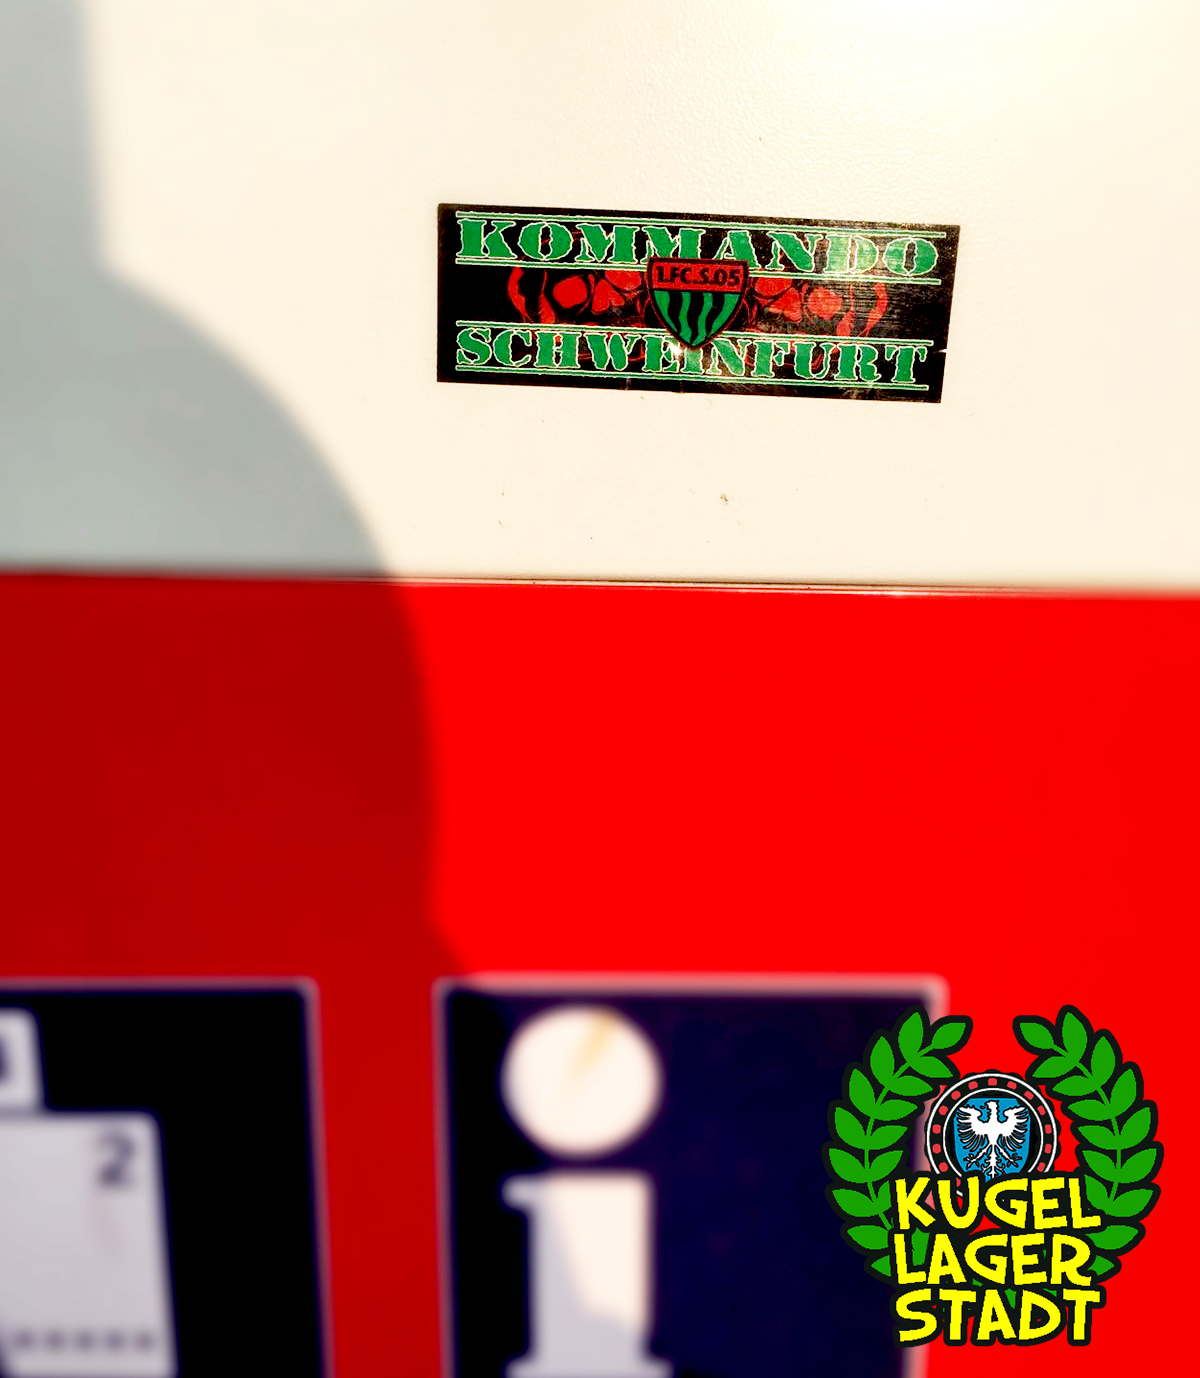 KOMMANDO
1.FC.S.05
SCHWEINFURT
2
i
KUGEL
LAGER
STADT